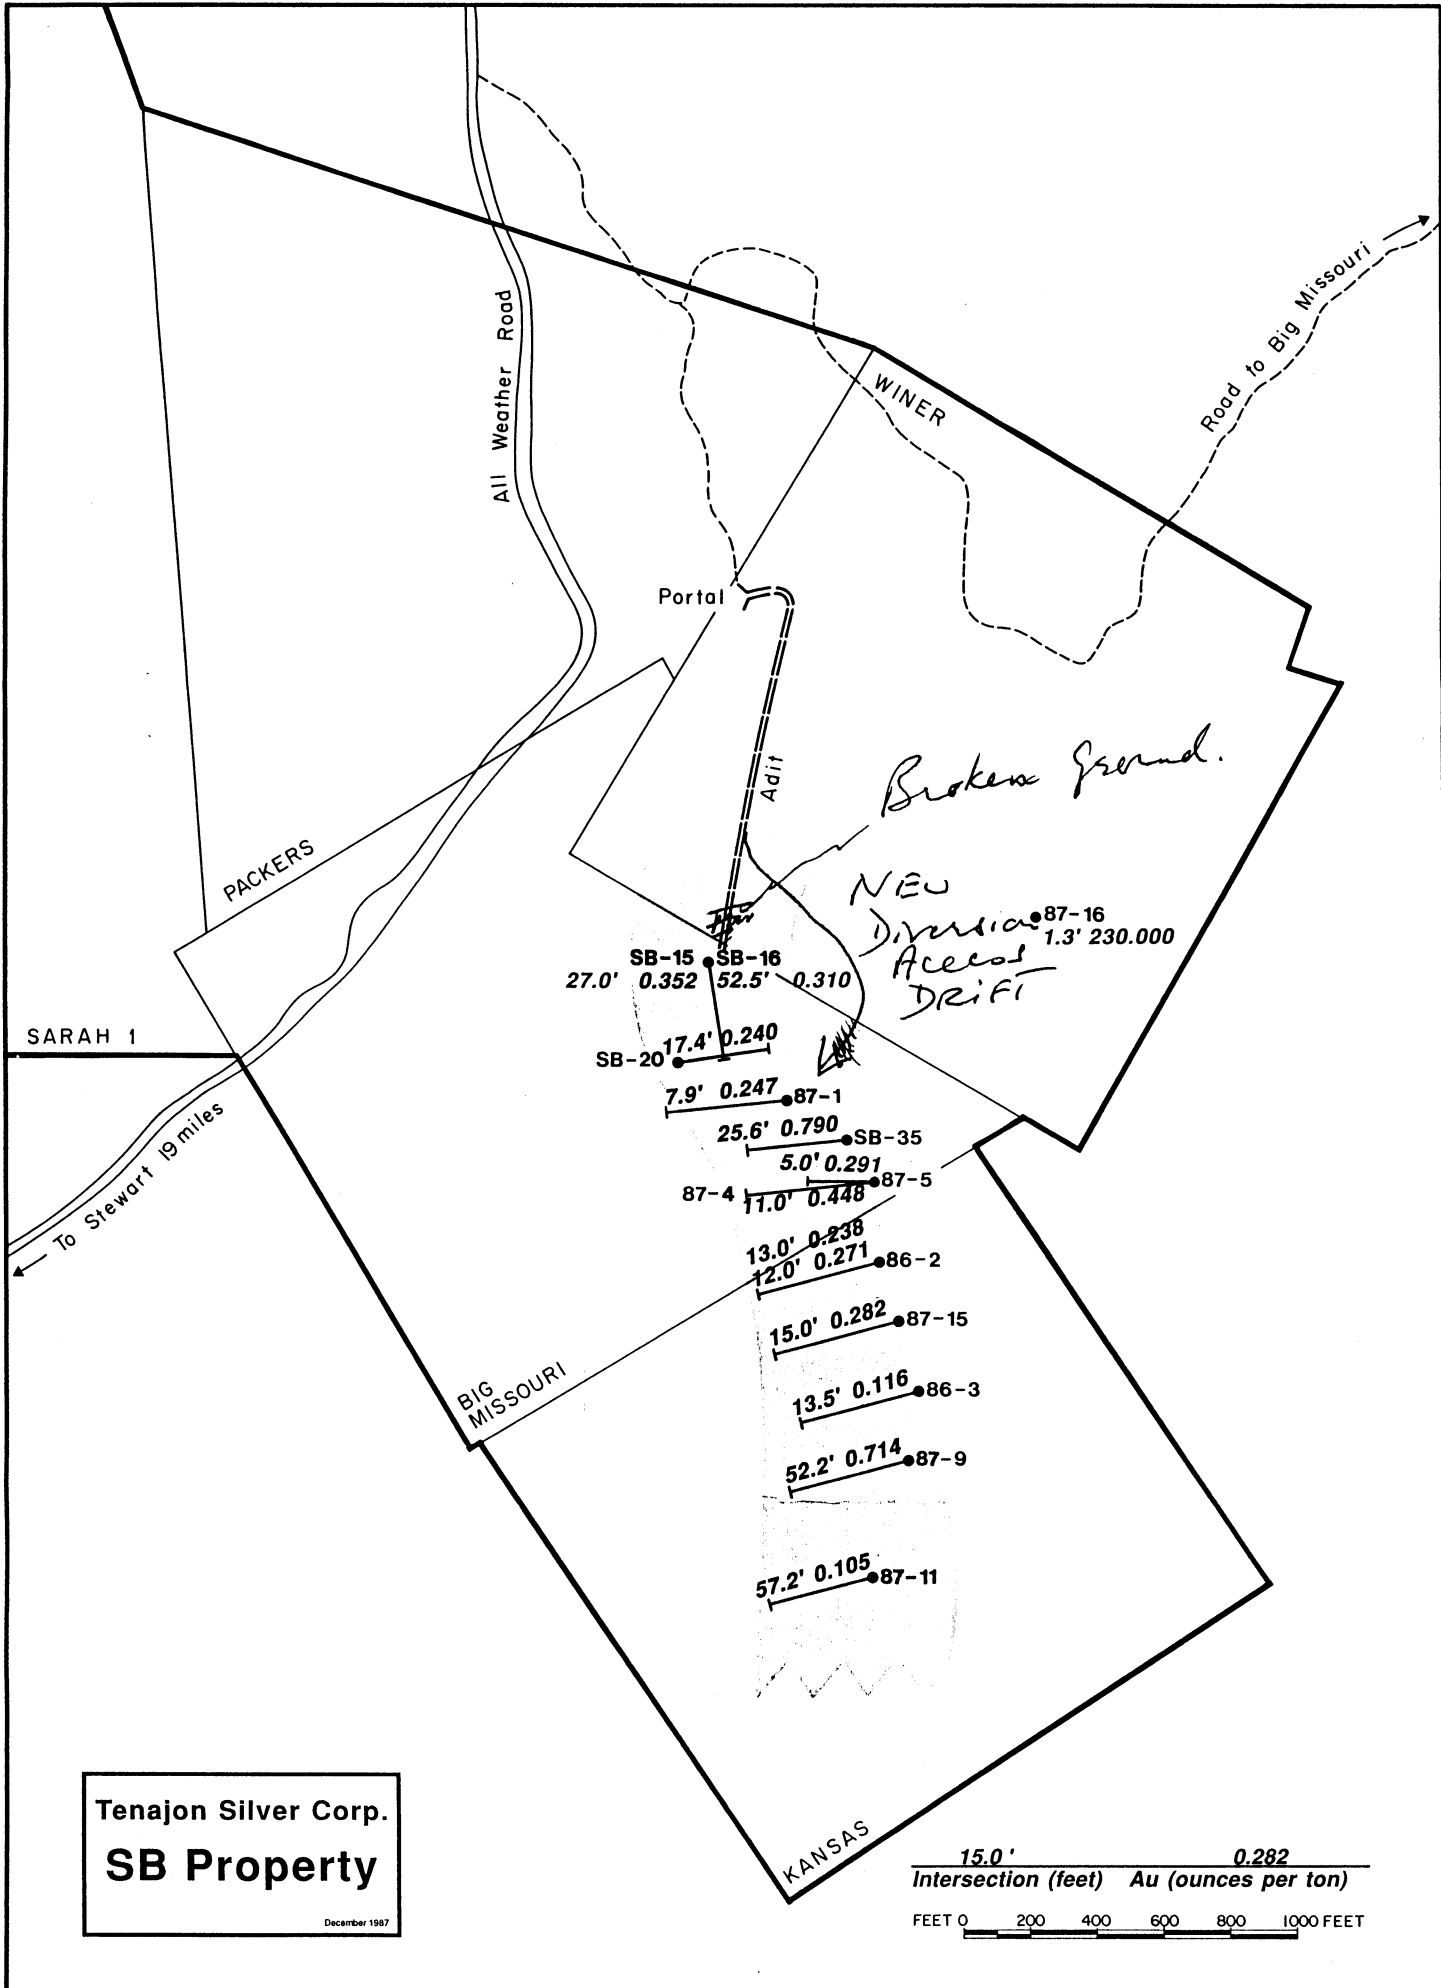 All Weather Road
WINER
Road to Big Missouri
Portal
Adit
Broken Ground.
PACKERS
NEW
Diversion
Access
DRiFT
87-16
1.3' 230.000
SB-15 SB-16
27.0' 0.352 52.5' 0.310
SARAH 1
17.4' 0.240
SB-20
7.9' 0.247
87-1
To Stewart 19 miles
25.6' 0.790
SB-35
5.0' 0.291
87-5
87-4
11.0' 0.448
13.0' 0.238
12.0' 0.271
86-2
15.0' 0.282
87-15
BIG
MISSOURI
13.5' 0.116
86-3
52.2' 0.714
87-9
57.2' 0.105
87-11
Tenajon Silver Corp.
SB Property
December 1987
KANSAS
15.0' 0.282
Intersection (feet) Au (ounces per ton)
FEET 0 200 400 600 800 1000 FEET